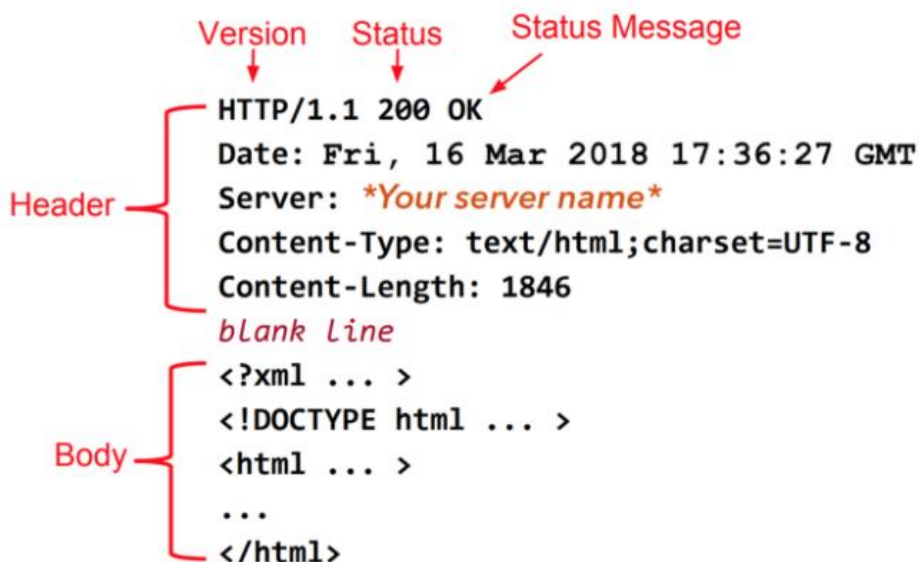 Version Status Status Message
HTTP/1.1 200 OK
Date: Fri, 16 Mar 2018 17:36:27 GMT
Header
Server: *Your server name*
Content-Type: text/html;charset=UTF-8
Content-Length: 1846
blank line
<?xml ... >
<!DOCTYPE html ... >
Body
<html ... >
...
</html>